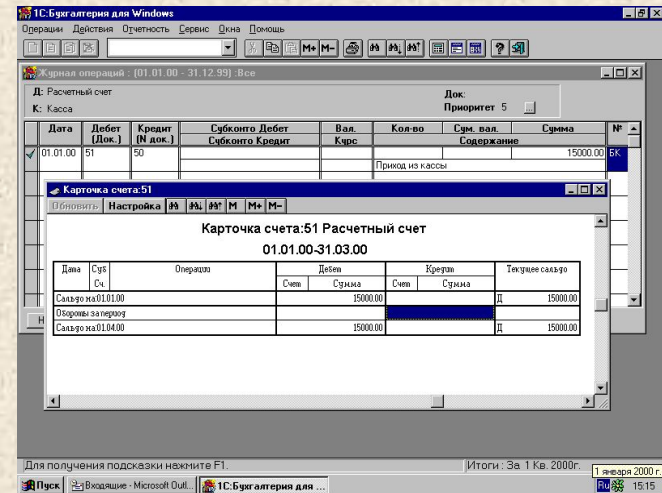 1С:Бухгалтерия для Windows
Операции Действия Отчетность Сервис Окна Помощь
M+ M-
Журнал операций : (01.01.00 - 31.12.99) :Все
Д: Расчетный счет Док:
К: Касса Приоритет 5 ...
Дата Дебет Кредит Субконто Дебет Вал. Кол-во Сум. вал. Сумма №
(Док.) (N док.) Субконто Кредит Курс Содержание
01.01.00 51 50 15000.00 БК
Приход из кассы
Карточка счета:51
Обновить Настройка M M+ M-
Карточка счета:51 Расчетный счет
01.01.00-31.03.00
Дата Суб Операции Дебет Кредит Текущее сальдо
Сч. Счет Сумма Счет Сумма
Сальдо на 01.01.00 15000.00 Д 15000.00
Обороты за период
Сальдо на 01.04.00 15000.00 Д 15000.00
Н
Для получения подсказки нажмите F1. Итоги : За 1 Кв. 2000г.
1 января 2000 г.
Пуск Входящие - Microsoft Outl... 1С:Бухгалтерия для ... Ru 15:15